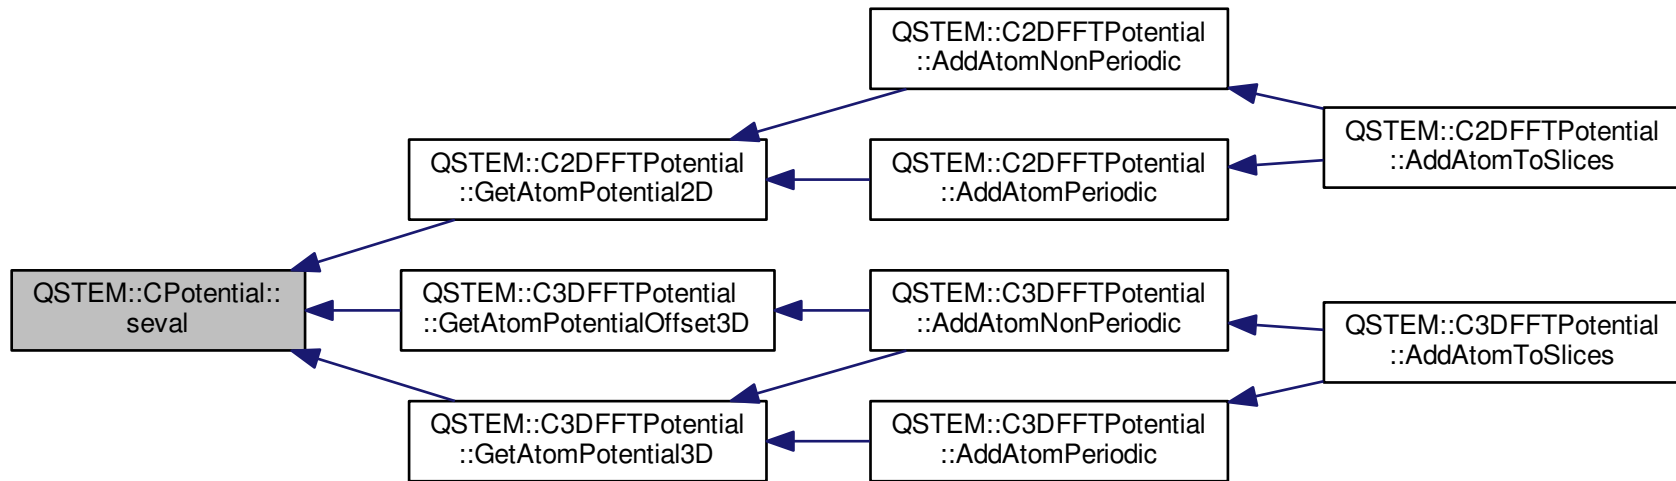 QSTEM::C2DFFTPotential
::AddAtomNonPeriodic
QSTEM::C2DFFTPotential
::AddAtomToSlices
QSTEM::C2DFFTPotential
::GetAtomPotential2D
QSTEM::C2DFFTPotential
::AddAtomPeriodic
QSTEM::CPotential::
seval
QSTEM::C3DFFTPotential
::GetAtomPotentialOffset3D
QSTEM::C3DFFTPotential
::AddAtomNonPeriodic
QSTEM::C3DFFTPotential
::AddAtomToSlices
QSTEM::C3DFFTPotential
::GetAtomPotential3D
QSTEM::C3DFFTPotential
::AddAtomPeriodic